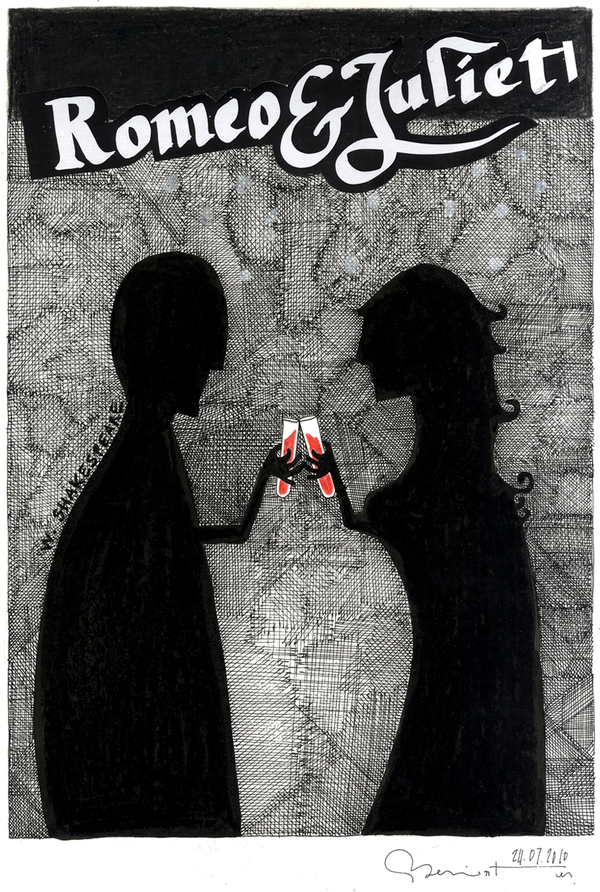 Romeo & Juliet
W. SHAKESPEARE
24.07.2010